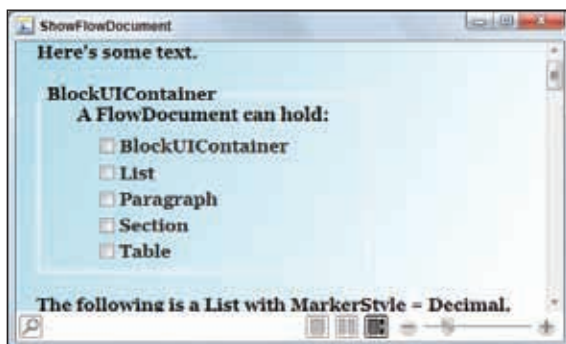 ShowFlowDocument
Here's some text.
BlockUIContainer
A FlowDocument can hold:
BlockUIContainer
List
Paragraph
Section
Table
The following is a List with MarkerStyle = Decimal.